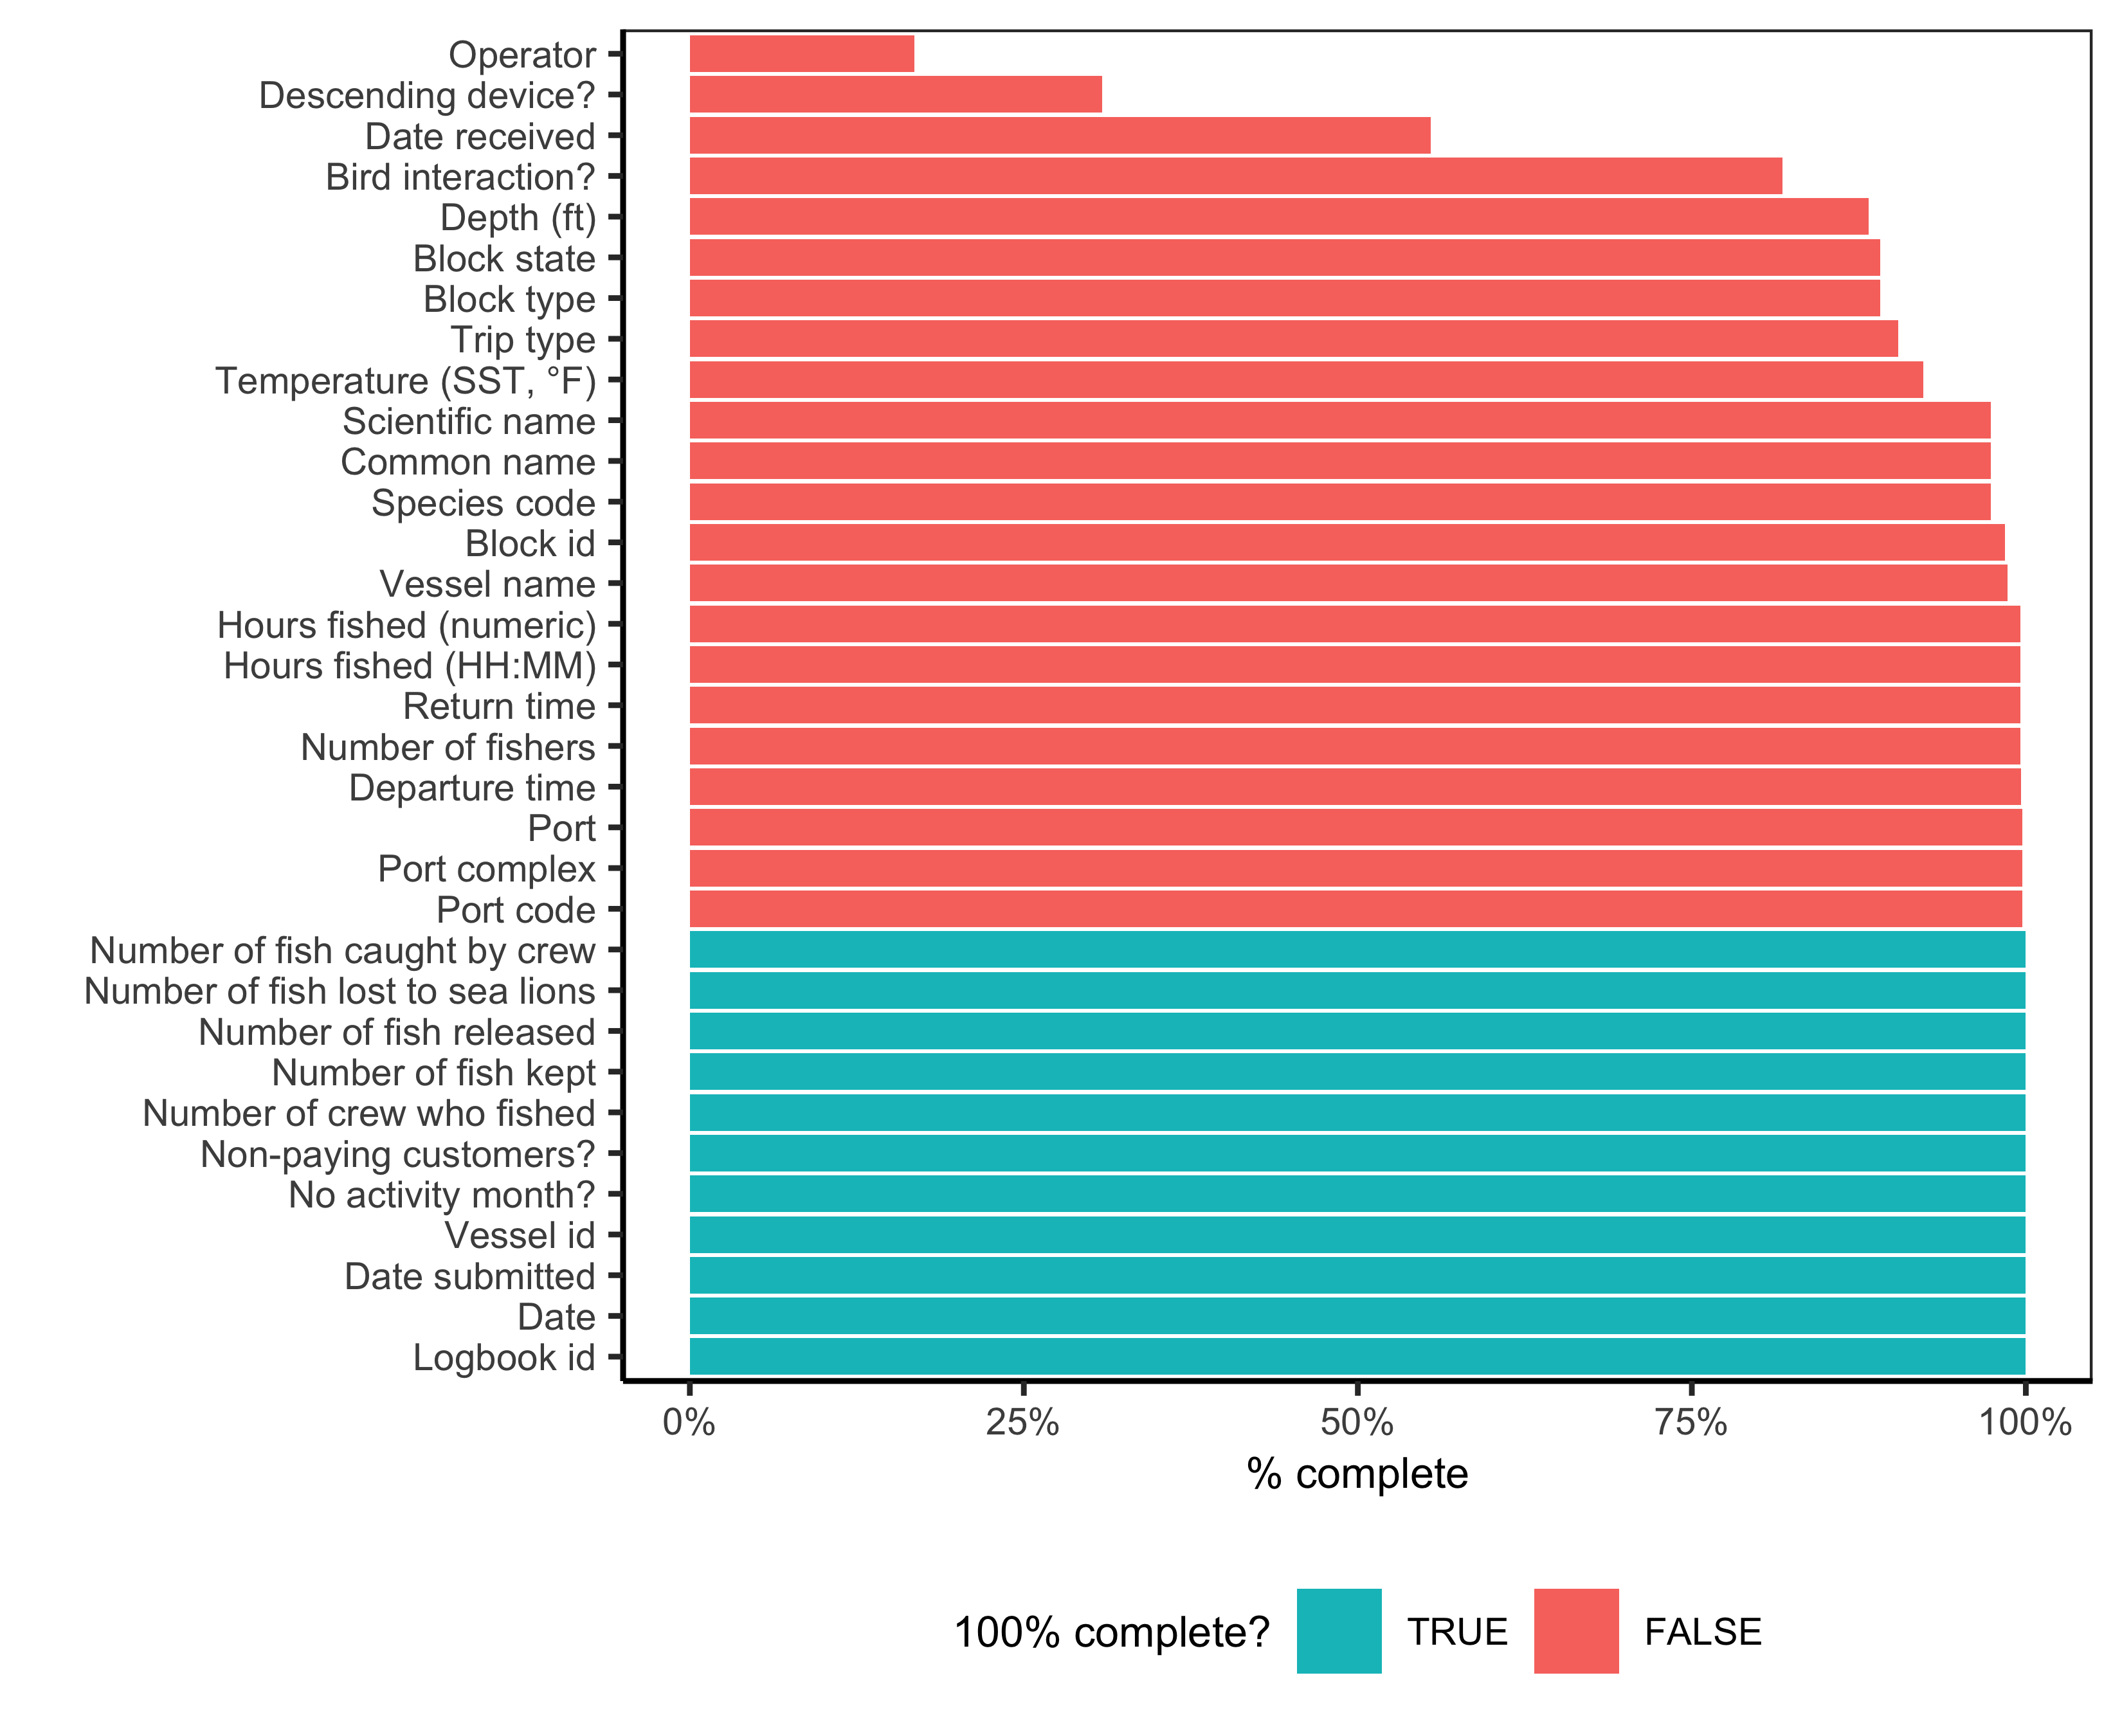 Operator
Descending device?
Date received
Bird interaction?
Depth (ft)
Block state
Block type
Trip type
Temperature (SST, °F)
Scientific name
Common name
Species code
Block id
Vessel name
Hours fished (numeric)
Hours fished (HH:MM)
Return time
Number of fishers
Departure time
Port
Port complex
Port code
Number of fish caught by crew
Number of fish lost to sea lions
Number of fish released
Number of fish kept
Number of crew who fished
Non-paying customers?
No activity month?
Vessel id
Date submitted
Date
Logbook id
0% 25% 50% 75% 100%
% complete
100% complete? TRUE FALSE